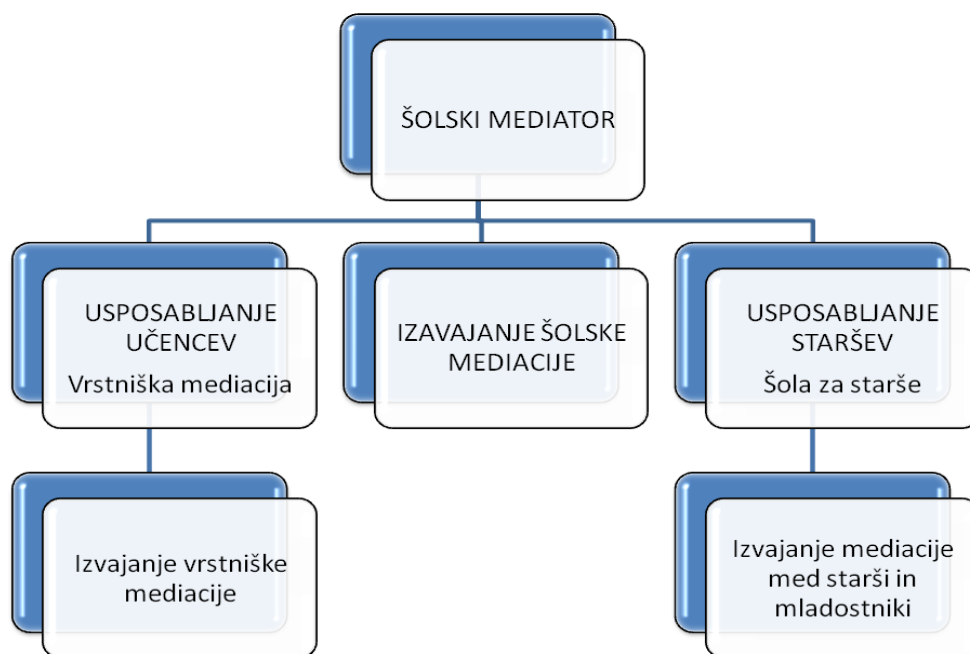 ŠOLSKI MEDIATOR
USPOSABLJANJE
UČENCEV
Vrstniška mediacija
IZAVAJANJE ŠOLSKE
MEDIACIJE
USPOSABLJANJE
STARŠEV
Šola za starše
Izvajanje vrstniške
mediacije
Izvajanje mediacije
med starši in
mladostniki